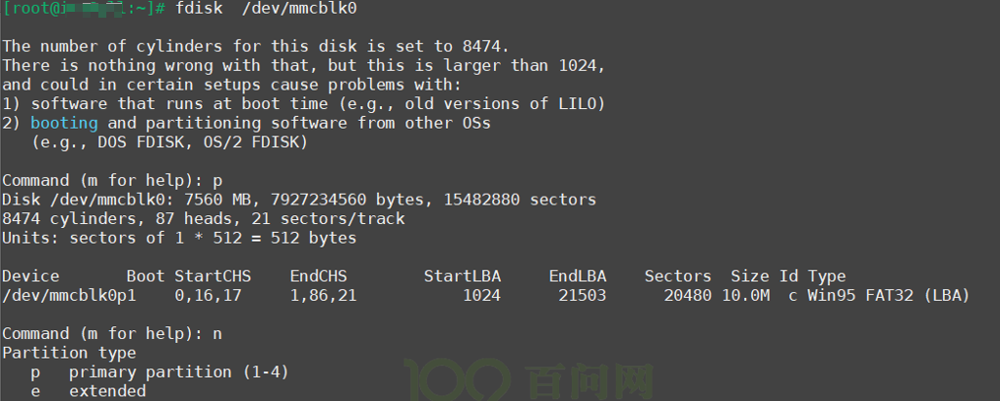 [root@i 1:~]# fdisk  /dev/mmcblk0
The number of cylinders for this disk is set to 8474.
There is nothing wrong with that, but this is larger than 1024,
and could in certain setups cause problems with:
1) software that runs at boot time (e.g., old versions of LILO)
2) booting and partitioning software from other OSs
   (e.g., DOS FDISK, OS/2 FDISK)
Command (m for help): p
Disk /dev/mmcblk0: 7560 MB, 7927234560 bytes, 15482880 sectors
8474 cylinders, 87 heads, 21 sectors/track
Units: sectors of 1 * 512 = 512 bytes
Device       Boot StartCHS    EndCHS        StartLBA     EndLBA    Sectors  Size Id Type
/dev/mmcblk0p1    0,16,17     1,86,21           1024      21503      20480 10.0M  c Win95 FAT32 (LBA)
Command (m for help): n
Partition type
   p   primary partition (1-4)
   e   extended
100 百问网